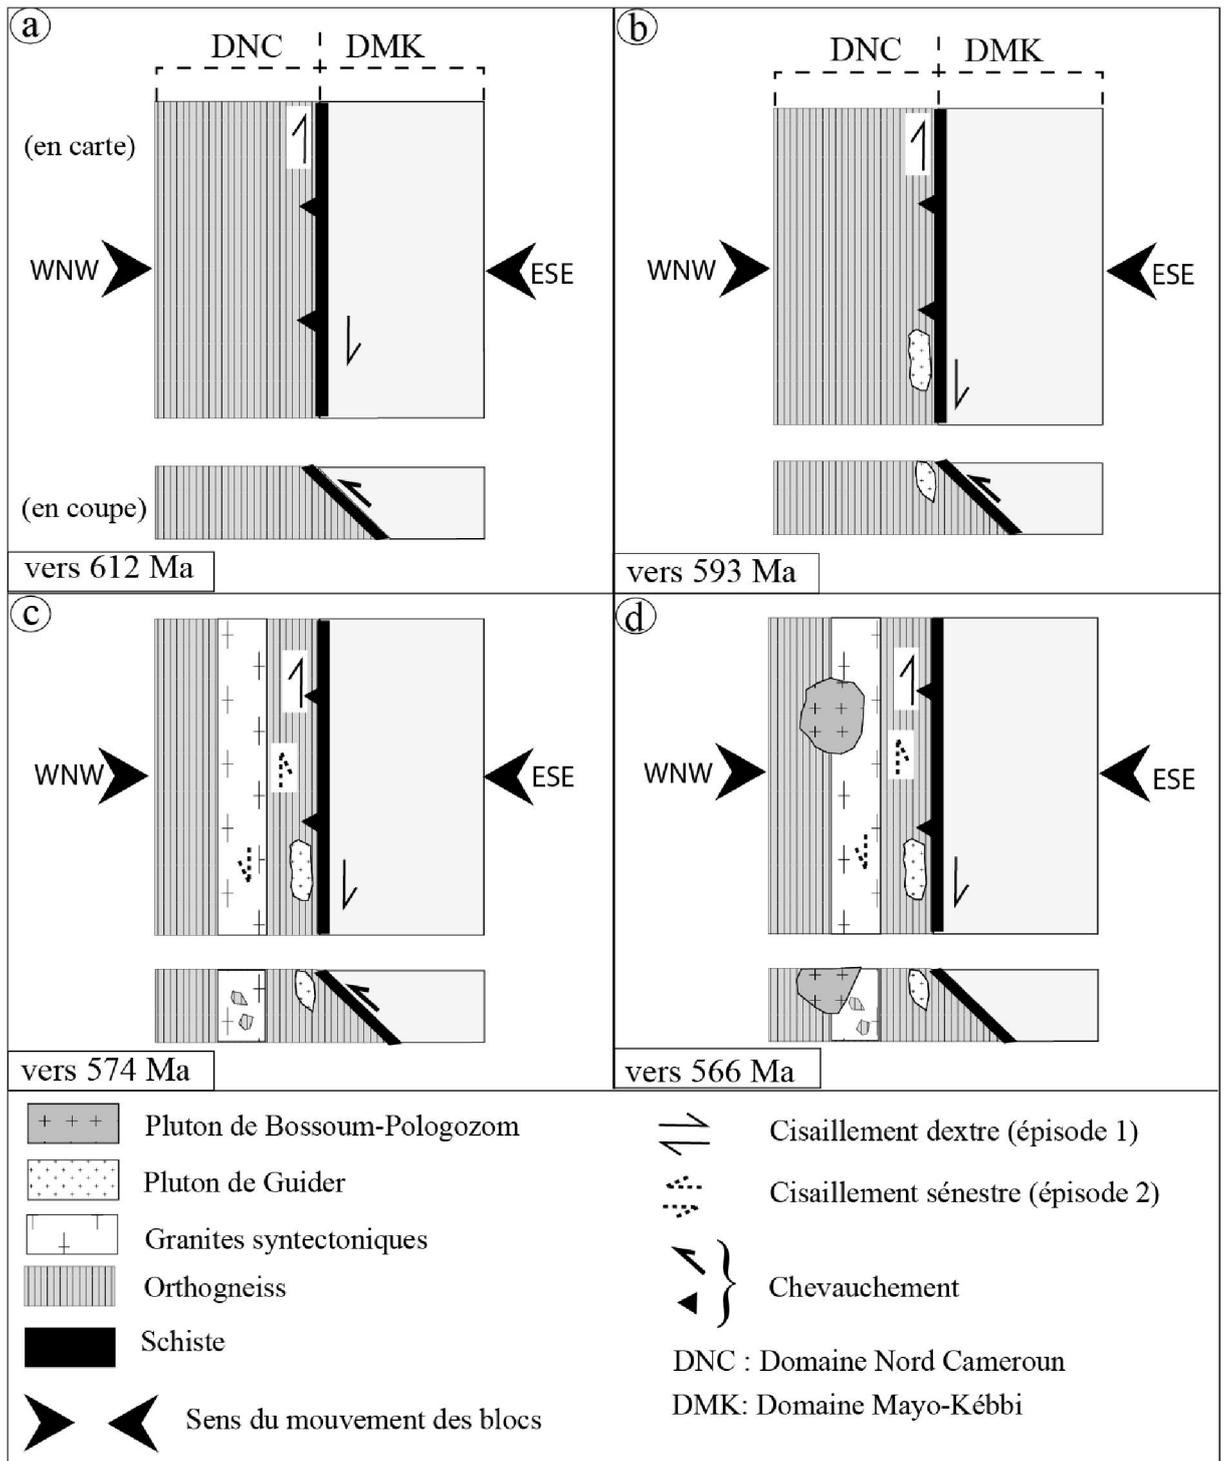 a
DNC DMK
(en carte)
WNW ESE
(en coupe)
vers 612 Ma
b
DNC DMK
WNW ESE
vers 593 Ma
c
WNW ESE
vers 574 Ma
d
WNW ESE
vers 566 Ma
Pluton de Bossoum-Pologozom
Pluton de Guider
Granites syntectoniques
Orthogneiss
Schiste
Sens du mouvement des blocs
Cisaillement dextre (épisode 1)
Cisaillement sénestre (épisode 2)
Chevauchement
DNC : Domaine Nord Cameroun
DMK: Domaine Mayo-Kébbi